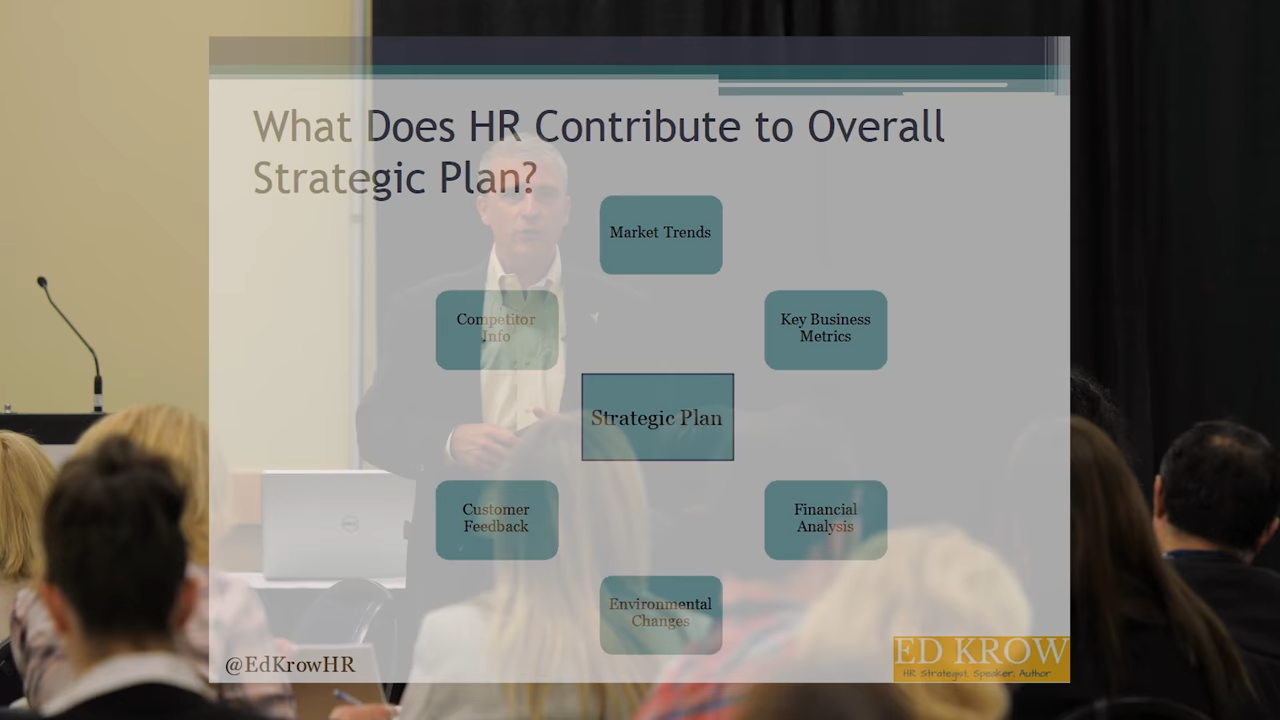 What Does HR Contribute to Overall
Strategic Plan?
Market Trends
Competitor
Info
Key Business
Metrics
Strategic Plan
Customer
Feedback
Financial
Analysis
Environmental
Changes
@EdKrowHR
ED KROW
HR Strategist, Speaker, Author
DELL